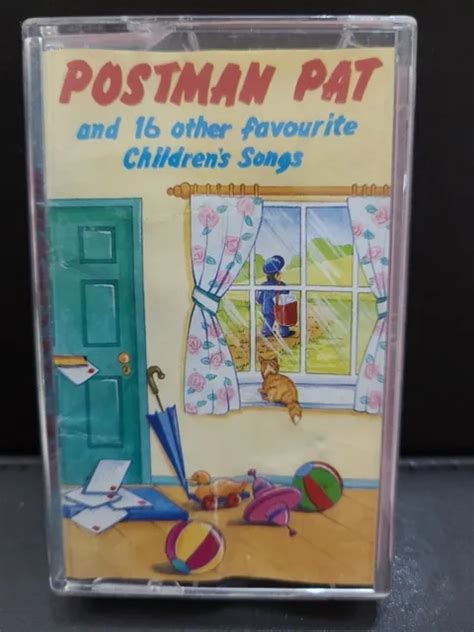 POSTMAN PAT
and 16 other favourite
Children's Songs